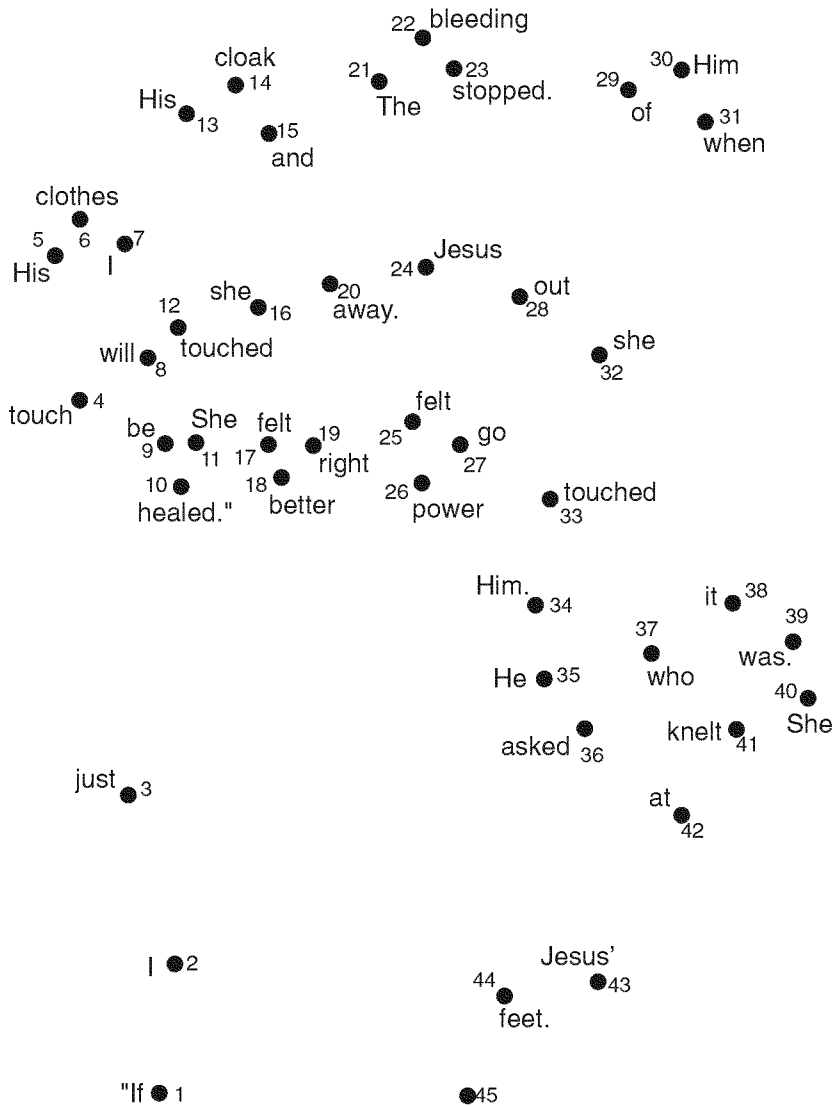 "If 1
I 2
just 3
touch 4
His 5
clothes 6
I 7
will 8
be 9
healed." 10
She 11
touched 12
His 13
cloak 14
and 15
she 16
felt 17
better 18
right 19
away. 20
The 21
bleeding 22
stopped. 23
Jesus 24
felt 25
power 26
go 27
out 28
of 29
Him 30
when 31
she 32
touched 33
Him. 34
He 35
asked 36
who 37
it 38
was. 39
She 40
knelt 41
at 42
Jesus' 43
feet. 44
45